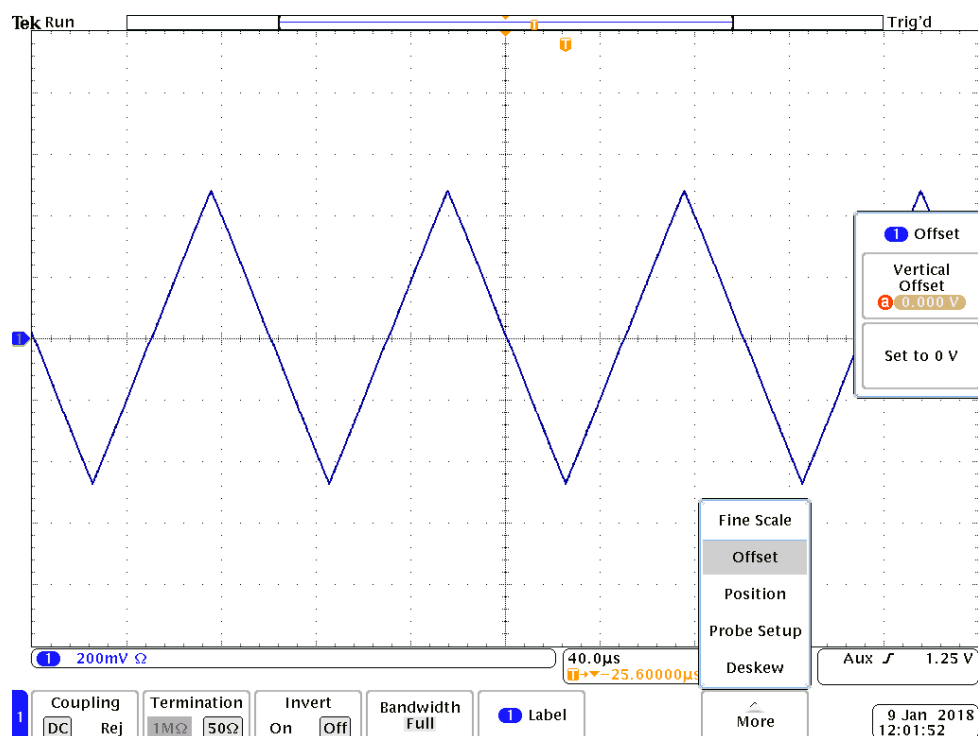 Tek Run Trig'd
T
T
1 Offset
Vertical
Offset
a 0.000 V
1
Set to 0 V
Fine Scale
Offset
Position
Probe Setup
Deskew
1 200mV Ω
40.0µs
T→▼−25.60000µs
Aux ∫ 1.25 V
1
Coupling
DC Rej
Termination
1MΩ 50Ω
Invert
On Off
Bandwidth
Full
1 Label
More
9 Jan 2018
12:01:52